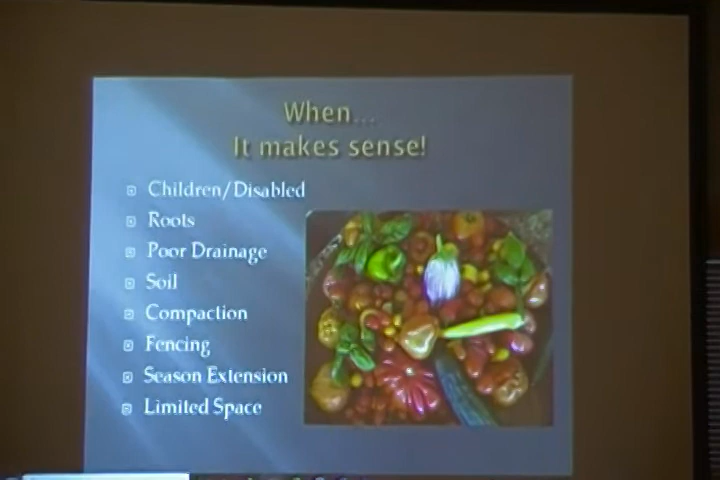 When...
It makes sense!
Children/Disabled
Roots
Poor Drainage
Soil
Compaction
Fencing
Season Extension
Limited Space